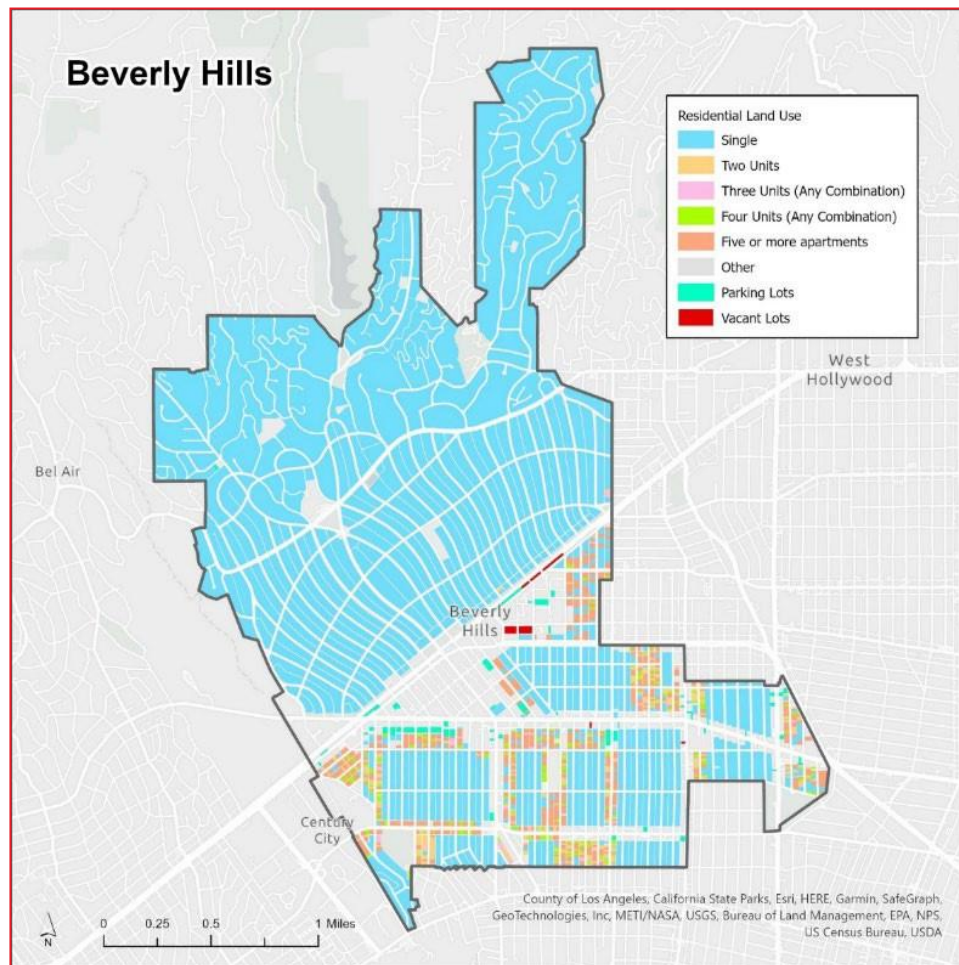 Beverly Hills
Residential Land Use
Single
Two Units
Three Units (Any Combination)
Four Units (Any Combination)
Five or more apartments
Other
Parking Lots
Vacant Lots
West
Hollywood
Bel Air
Beverly
Hills
Century
City
N
0 0.25 0.5 1 Miles
County of Los Angeles, California State Parks, Esri, HERE, Garmin, SafeGraph,
GeoTechnologies, Inc, METI/NASA, USGS, Bureau of Land Management, EPA, NPS,
US Census Bureau, USDA